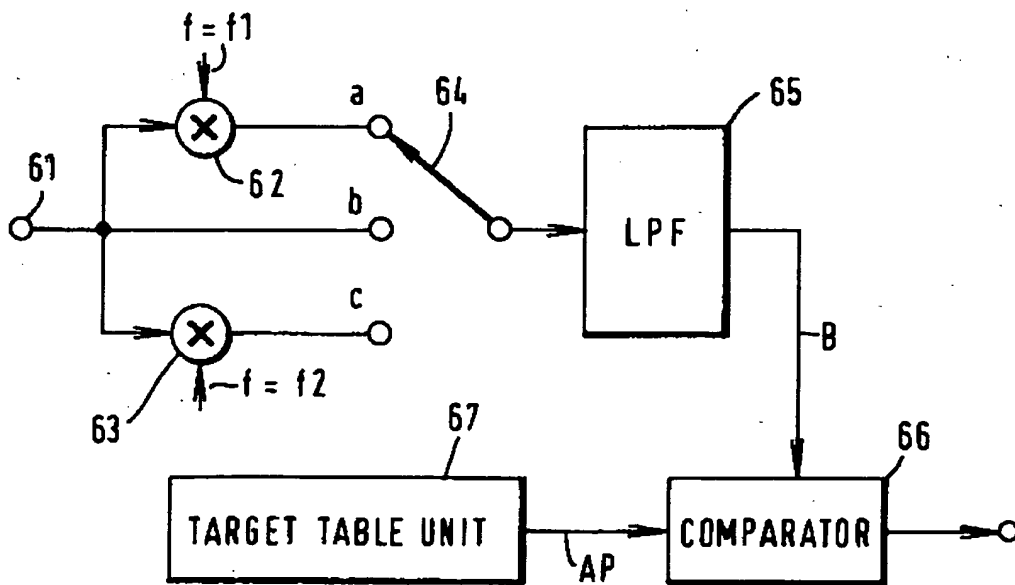 f = f1
a
64
65
61
62
b
LPF
c
B
63
f = f2
67
66
TARGET TABLE UNIT
AP
COMPARATOR